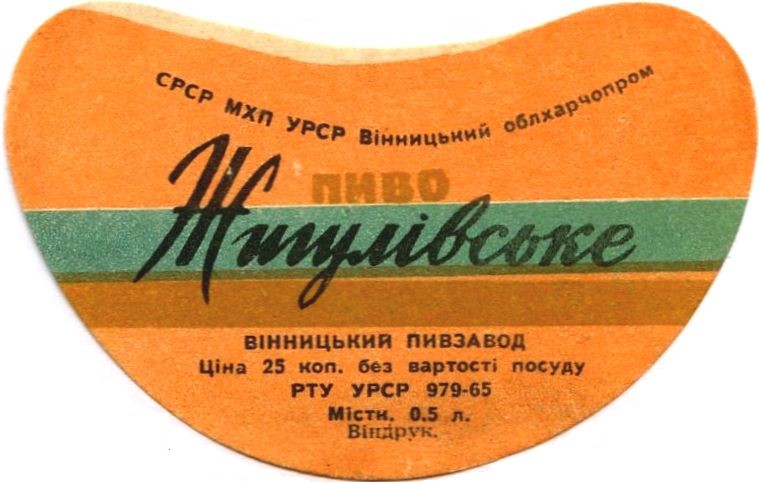 СРСР МХП УРСР Вінницький облхарчопром
ПИВО
Жигулівське
ВІННИЦЬКИЙ ПИВЗАВОД
Ціна 25 коп. без вартості посуду
РТУ УРСР 979-65
Містк. 0.5 л.
Віндрук.